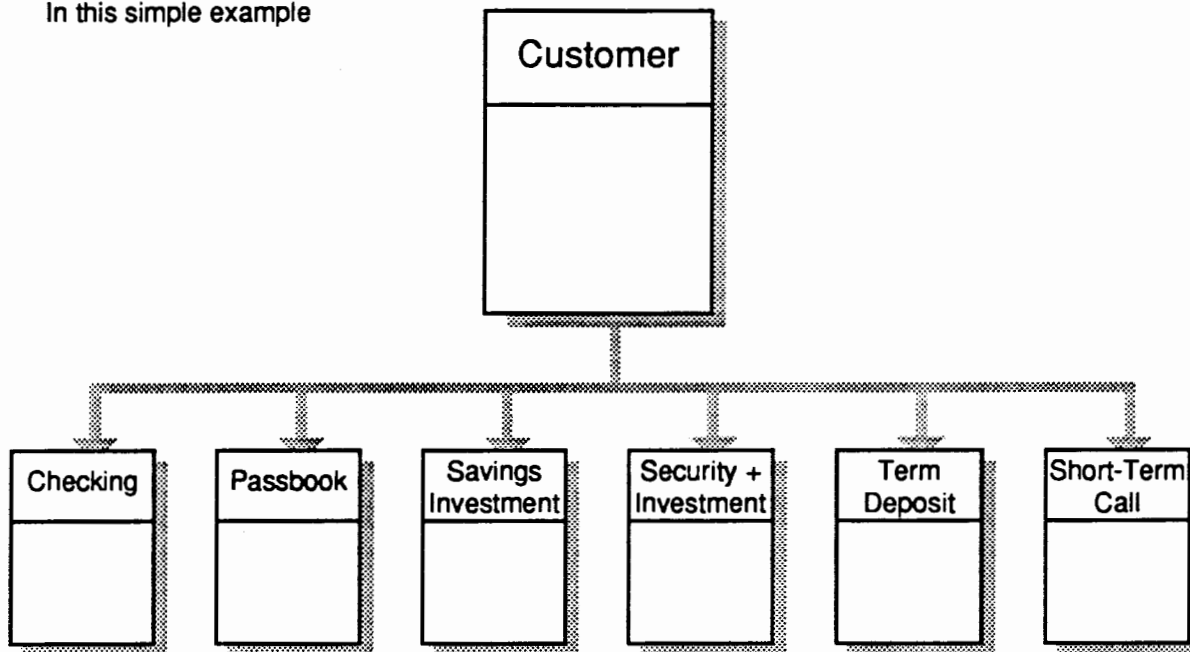 In this simple example
Customer
Checking
Passbook
Savings
Investment
Security +
Investment
Term
Deposit
Short-Term
Call